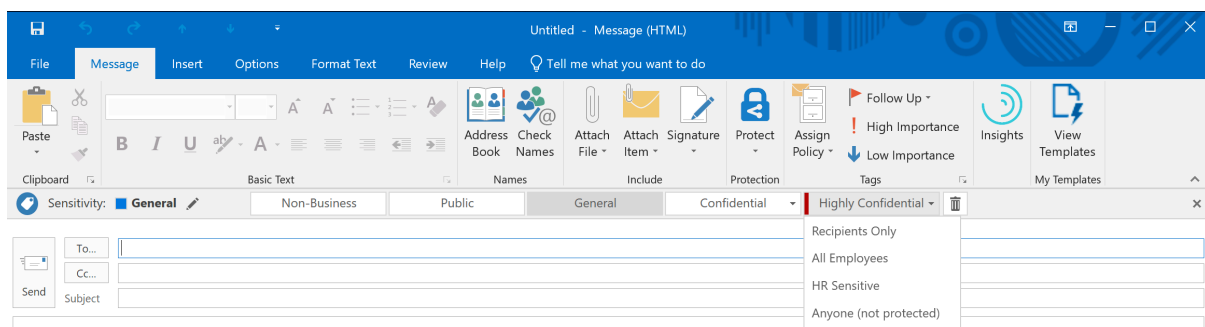 Untitled - Message (HTML)
File Message Insert Options Format Text Review Help Tell me what you want to do
Paste
Clipboard
A A
B I U aby A
Basic Text
Address Book
Check Names
Names
Attach File
Attach Item
Signature
Include
Protect
Protection
Assign Policy
Follow Up
High Importance
Low Importance
Tags
Insights
View Templates
My Templates
Sensitivity: General Non-Business Public General Confidential Highly Confidential
Recipients Only
All Employees
HR Sensitive
Anyone (not protected)
Send
To...
Cc...
Subject